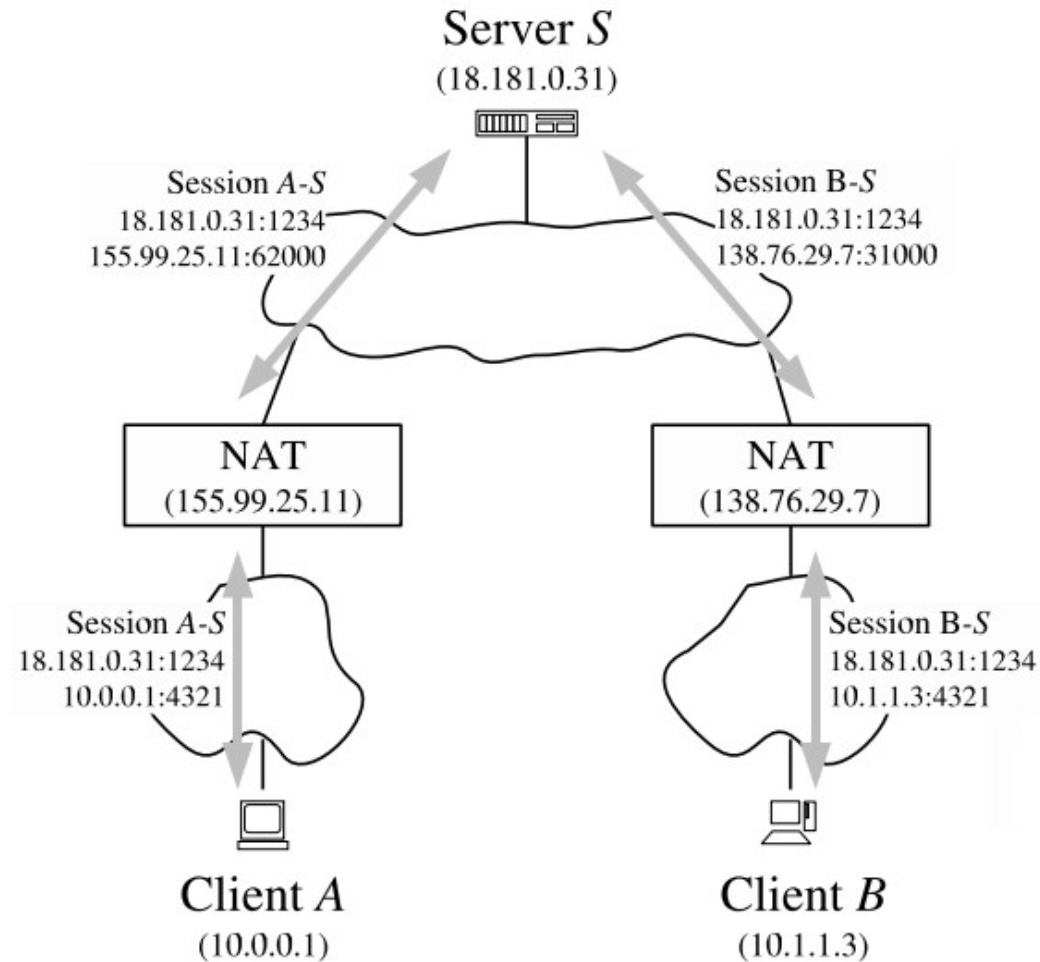 Server S
(18.181.0.31)
Session A-S
18.181.0.31:1234
155.99.25.11:62000
Session B-S
18.181.0.31:1234
138.76.29.7:31000
NAT
(155.99.25.11)
NAT
(138.76.29.7)
Session A-S
18.181.0.31:1234
10.0.0.1:4321
Session B-S
18.181.0.31:1234
10.1.1.3:4321
Client A
(10.0.0.1)
Client B
(10.1.1.3)